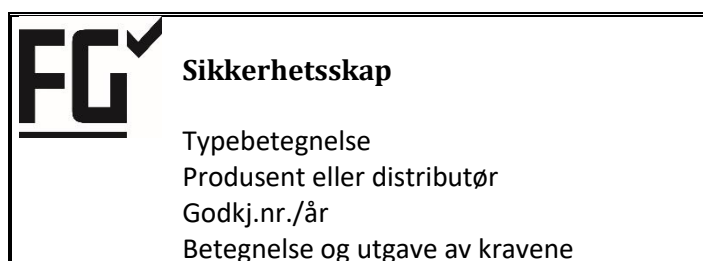 FG
Sikkerhetsskap
Typebetegnelse
Produsent eller distributør
Godkj.nr./år
Betegnelse og utgave av kravene